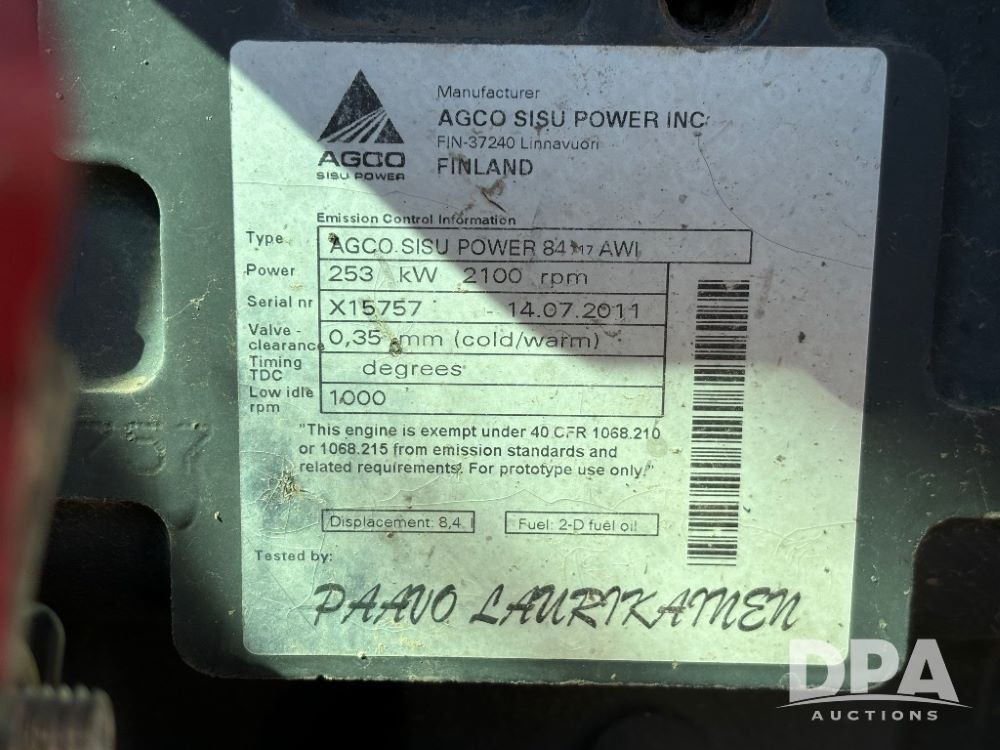 Manufacturer
AGCO SISU POWER INC
FIN-37240 Linnavuori
FINLAND
AGCO
SISU POWER
Emission Control Information
Type AGCO SISU POWER AWI
Power 253 kW 2100 rpm
Serial nr X15757 - 14.07.2011
Valve -
clearance 0,35 mm (cold/warm)
Timing
TDC degrees
Low idle
rpm 1000
"This engine is exempt under 40 CFR 1068.210
or 1068.215 from emission standards and
related requirements. For prototype use only."
Displacement: 8,4 l Fuel: 2-D fuel oil
Tested by:
PAAVO LAURIKAINEN
DPA
AUCTIONS